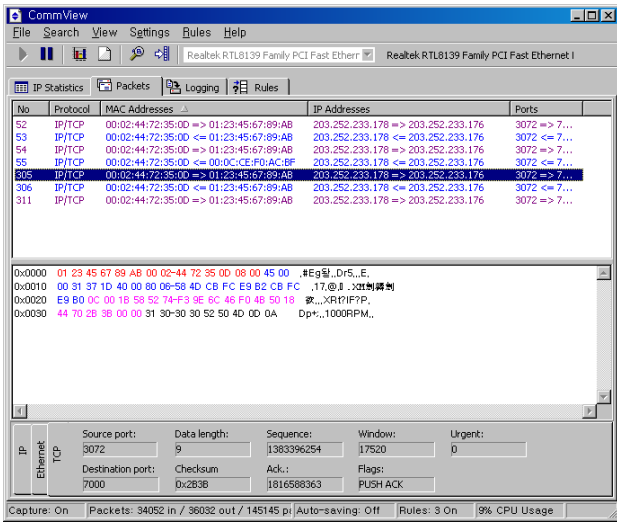 CommView
File Search View Settings Rules Help
Realtek RTL8139 Family PCI Fast Etherr Realtek RTL8139 Family PCI Fast Ethernet I
IP Statistics Packets Logging Rules
No Protocol MAC Addresses IP Addresses Ports
52 IP/TCP 00:02:44:72:35:0D => 01:23:45:67:89:AB 203.252.233.178 => 203.252.233.176 3072 => 7...
53 IP/TCP 00:02:44:72:35:0D <= 01:23:45:67:89:AB 203.252.233.178 <= 203.252.233.176 3072 <= 7...
54 IP/TCP 00:02:44:72:35:0D => 01:23:45:67:89:AB 203.252.233.178 => 203.252.233.176 3072 => 7...
55 IP/TCP 00:02:44:72:35:0D <= 00:0C:CE:F0:AC:BF 203.252.233.178 <= 203.252.233.176 3072 <= 7...
305 IP/TCP 00:02:44:72:35:0D => 01:23:45:67:89:AB 203.252.233.178 => 203.252.233.176 3072 => 7...
306 IP/TCP 00:02:44:72:35:0D <= 01:23:45:67:89:AB 203.252.233.178 <= 203.252.233.176 3072 <= 7...
311 IP/TCP 00:02:44:72:35:0D => 01:23:45:67:89:AB 203.252.233.178 => 203.252.233.176 3072 => 7...
0x0000 01 23 45 67 89 AB 00 02-44 72 35 0D 08 00 45 00 .#Eg왈,,Dr5,,,E,
0x0010 00 31 37 1D 40 00 80 06-58 4D CB FC E9 B2 CB FC
0x0020 E9 B0 0C 00 1B 58 52 74-F3 9E 6C 46 F0 4B 50 18
0x0030 44 70 2B 3B 00 00 31 30-30 30 52 50 4D 0D 0A Dp+;,,1000RPM,,
IP Ethernet TCP
Source port: Data length: Sequence: Window: Urgent:
3072 9 1383396254 17520 0
Destination port: Checksum Ack.: Flags:
7000 0x2B3B 1816588363 PUSH ACK
Capture: On Packets: 34052 in / 36032 out / 145145 p Auto-saving: Off Rules: 3 On 9% CPU Usage